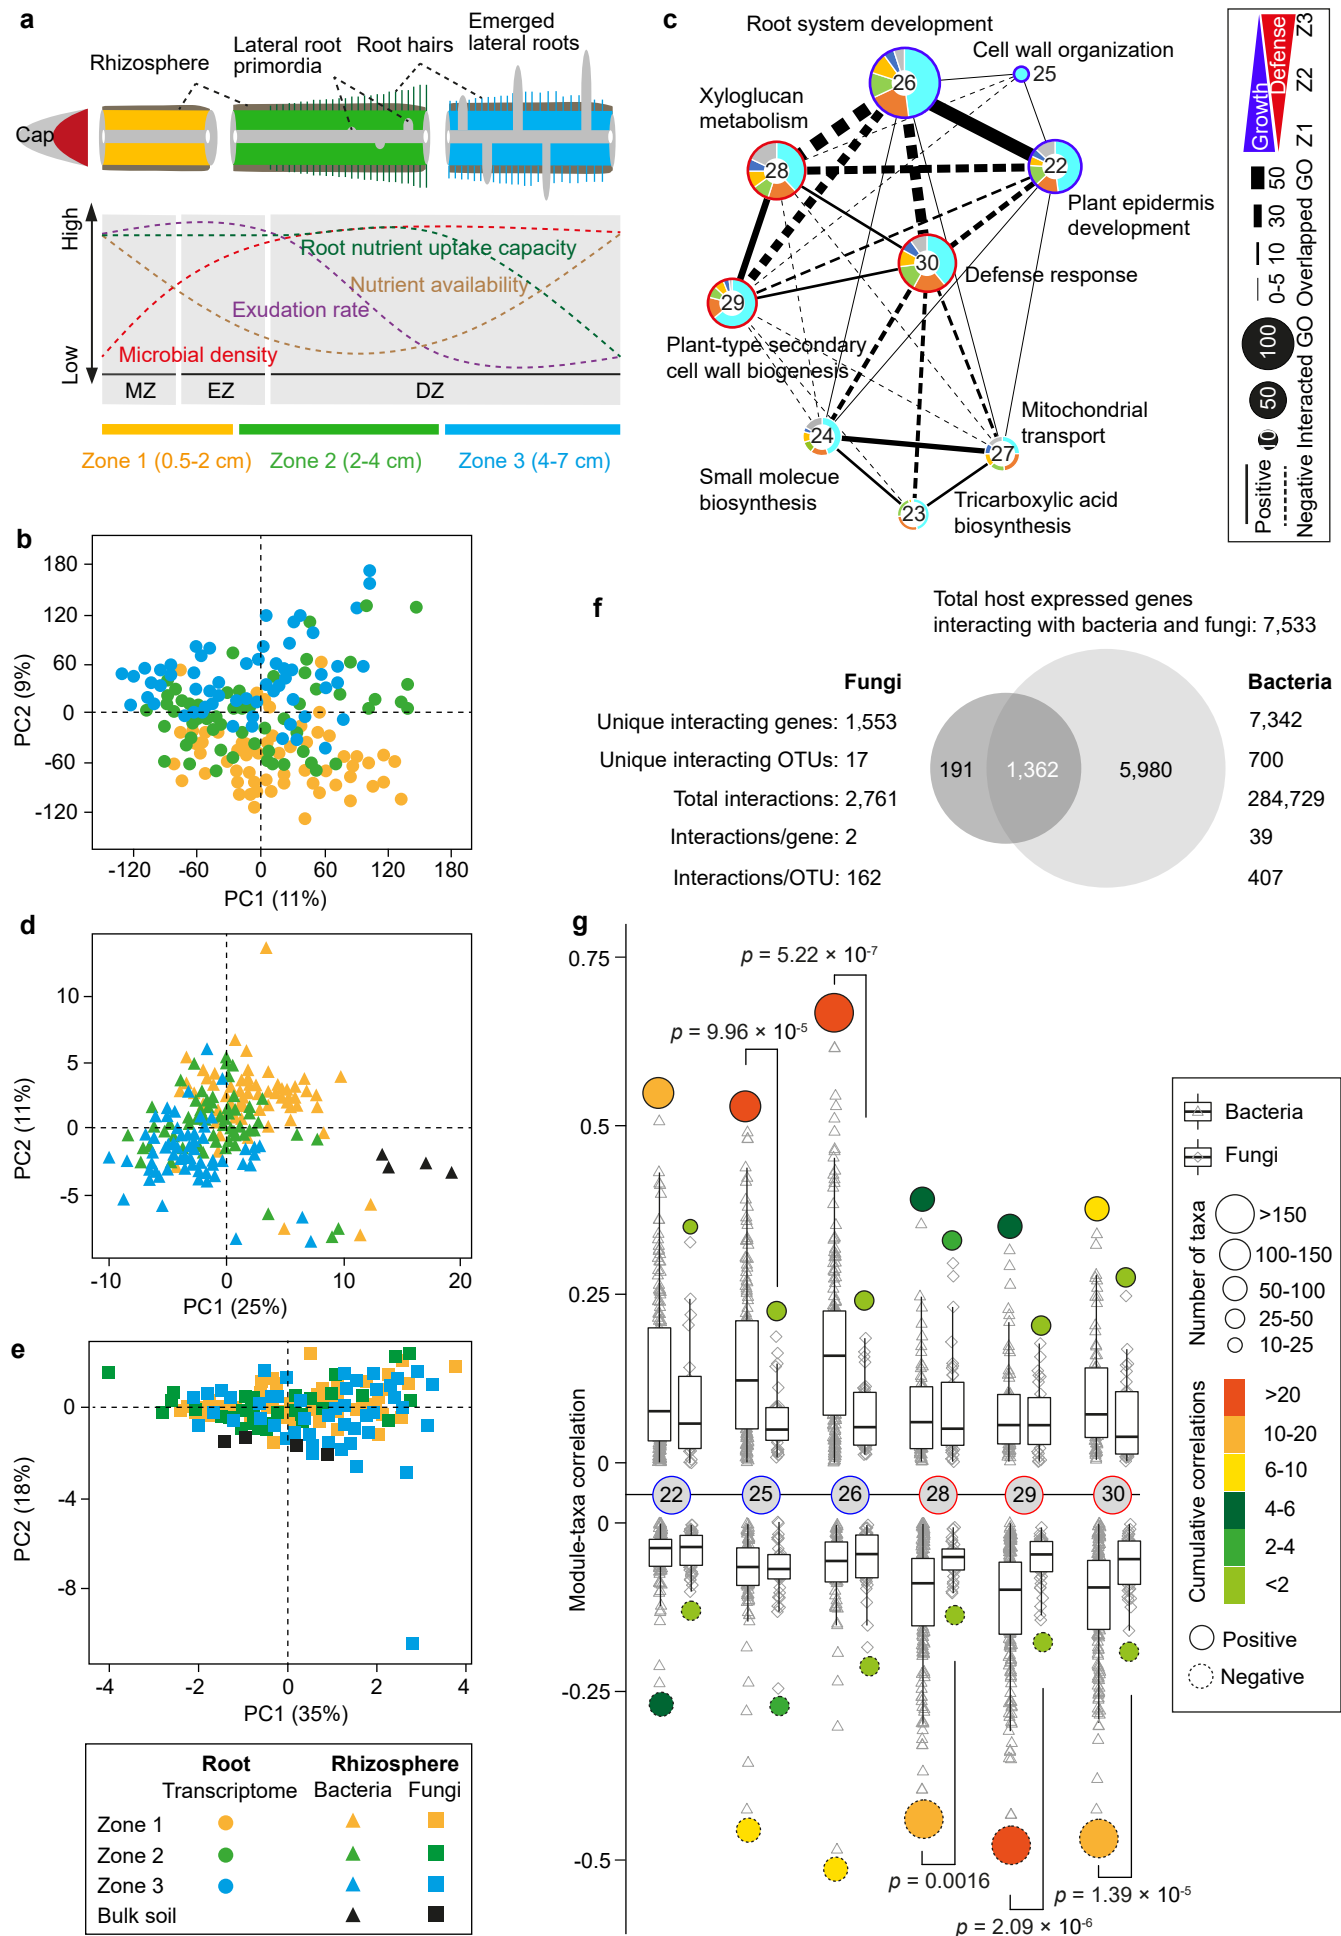 a
Rhizosphere
Lateral root
primordia
Root hairs
Emerged
lateral roots
Cap
High
Low
Root nutrient uptake capacity
Nutrient availability
Exudation rate
Microbial density
MZ
EZ
DZ
Zone 1 (0.5-2 cm)
Zone 2 (2-4 cm)
Zone 3 (4-7 cm)
b
180
120
60
0
-60
-120
PC2 (9%)
-120
-60
0
60
120
180
PC1 (11%)
c
Root system development
26
Cell wall organization
25
Xyloglucan
metabolism
28
22
Plant epidermis
development
30
Defense response
29
Plant-type secondary
cell wall biogenesis
24
Small molecue
biosynthesis
Mitochondrial
transport
27
23
Tricarboxylic acid
biosynthesis
Growth
Defense
Z1
Z2
Z3
50
30
10
0-5
Overlapped GO
100
50
10
Interacted GO
Positive
Negative
d
10
5
0
-5
PC2 (11%)
-10
0
10
20
PC1 (25%)
e
0
-4
-8
PC2 (18%)
-4
-2
0
2
4
PC1 (35%)
Root
Rhizosphere
Transcriptome
Bacteria
Fungi
Zone 1
Zone 2
Zone 3
Bulk soil
f
Total host expressed genes
interacting with bacteria and fungi: 7,533
Fungi
Bacteria
Unique interacting genes: 1,553
7,342
Unique interacting OTUs: 17
700
Total interactions: 2,761
284,729
Interactions/gene: 2
39
Interactions/OTU: 162
407
191
1,362
5,980
g
0.75
0.5
0.25
0
0
-0.25
-0.5
Module-taxa correlation
p = 5.22 × 10-7
p = 9.96 × 10-5
22
25
26
28
29
30
p = 0.0016
p = 2.09 × 10-6
p = 1.39 × 10-5
Bacteria
Fungi
Number of taxa
>150
100-150
50-100
25-50
10-25
Cumulative correlations
>20
10-20
6-10
4-6
2-4
<2
Positive
Negative